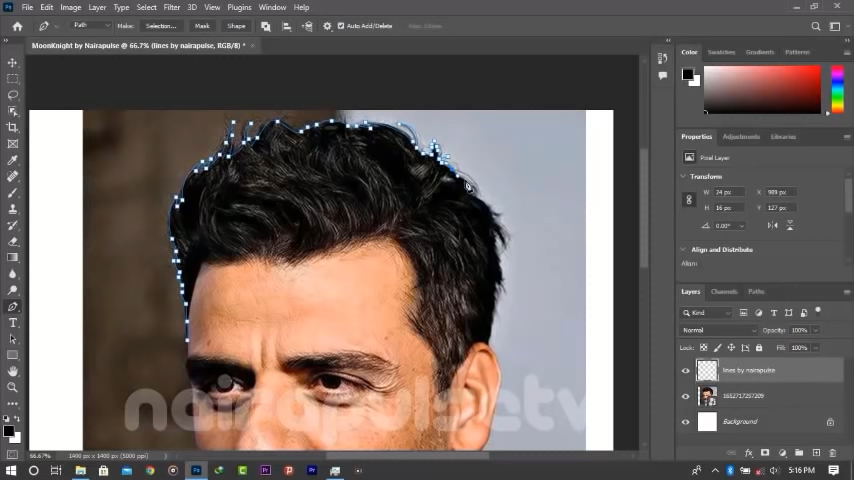 File Edit Image Layer Type Select Filter 3D View Plugins Window Help
Path Make: Selection... Mask Shape Auto Add/Delete
MoonKnight by Nairapulse @ 66.7% (lines by nairapulse, RGB/8) *
Color Swatches Gradients Patterns
Properties Adjustments Libraries
Pixel Layer
Transform
W 24 px X 989 px
H 16 px Y 127 px
0.00°
Align and Distribute
Align:
Layers Channels Paths
Kind
Normal Opacity: 100%
Lock: Fill: 100%
lines by nairapulse
Background
nairapulsetv
66.67% 1400 px x 1400 px (5000 ppi)
5:16 PM